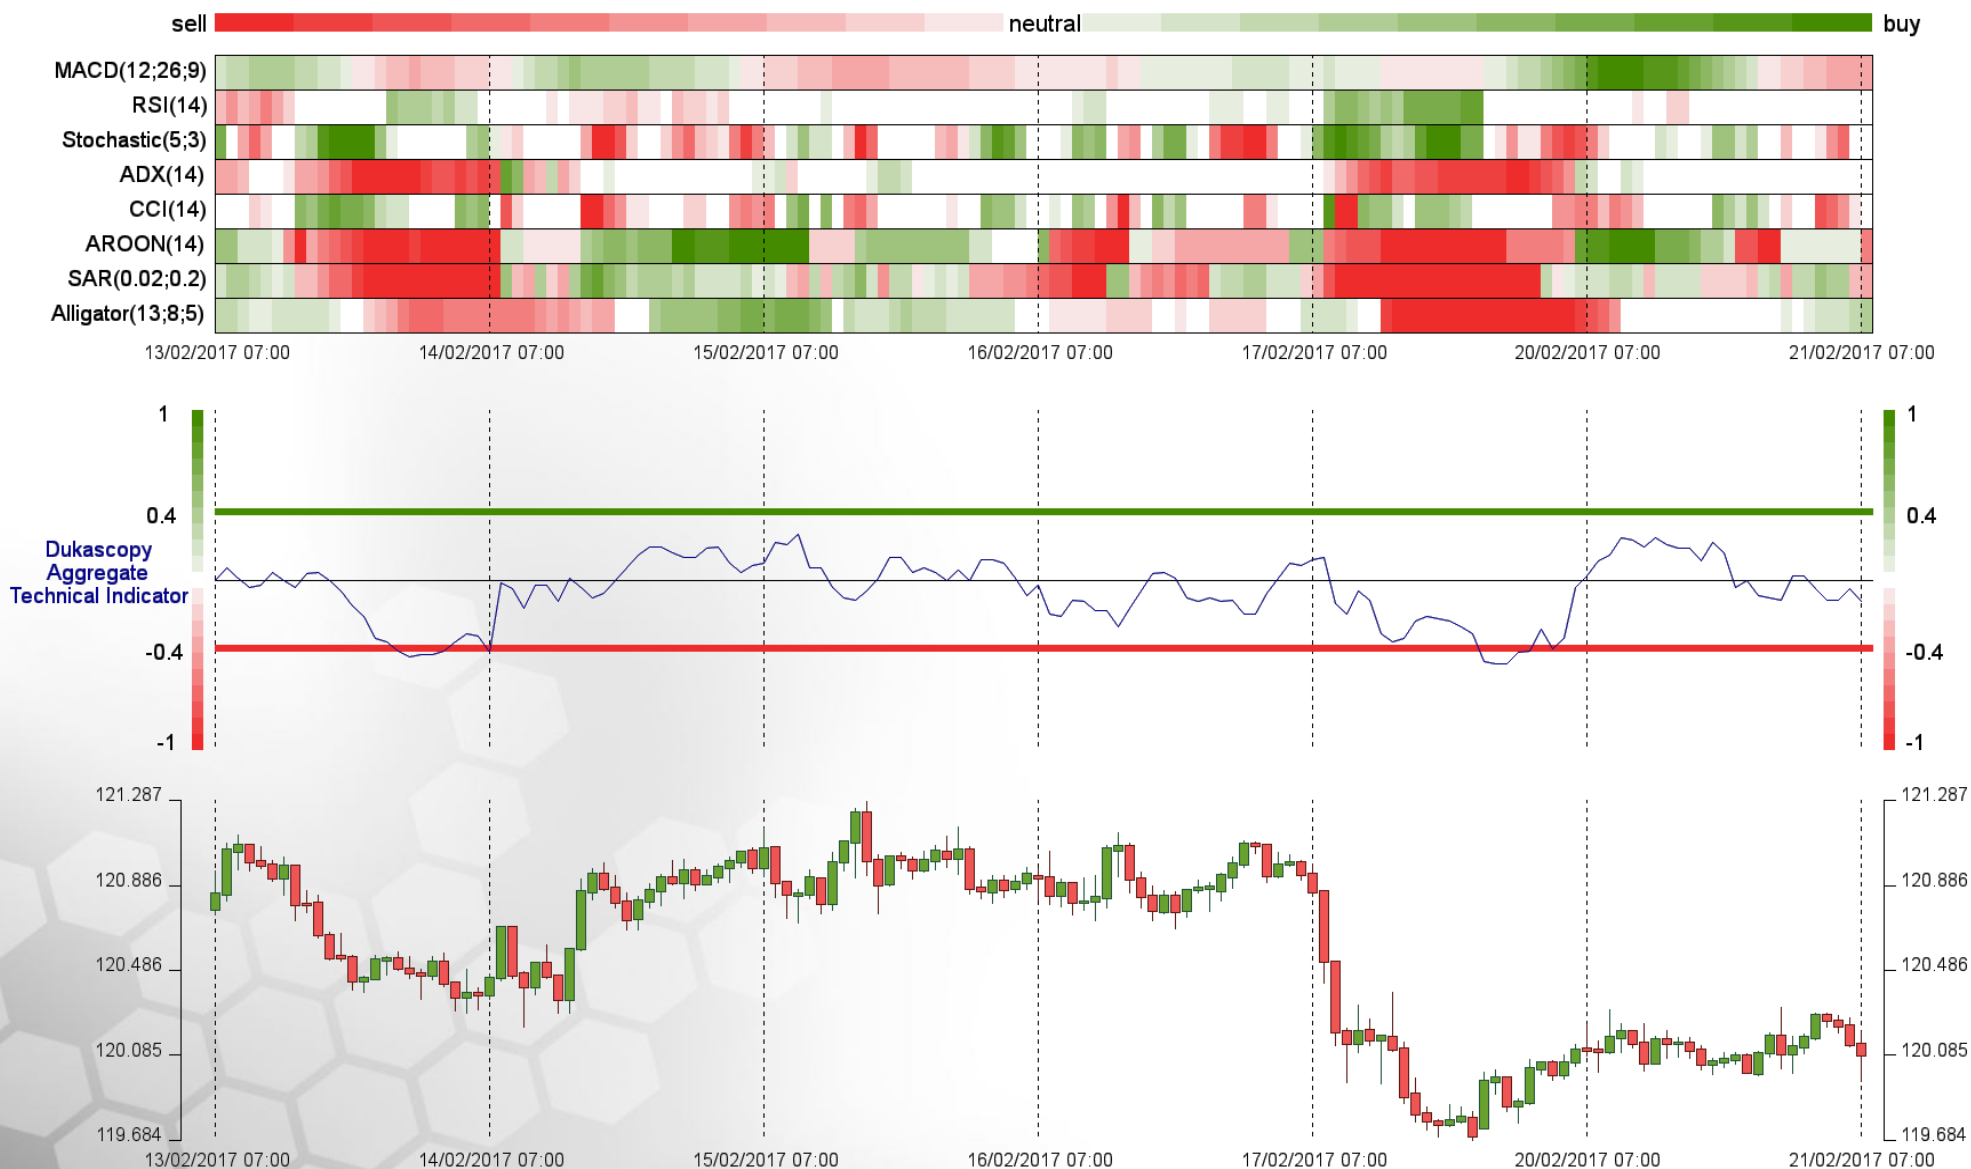 sell neutral buy
MACD(12;26;9)
RSI(14)
Stochastic(5;3)
ADX(14)
CCI(14)
AROON(14)
SAR(0.02;0.2)
Alligator(13;8;5)
13/02/2017 07:00 14/02/2017 07:00 15/02/2017 07:00 16/02/2017 07:00 17/02/2017 07:00 20/02/2017 07:00 21/02/2017 07:00
1 1
0.4 0.4
Dukascopy
Aggregate
Technical Indicator
-0.4 -0.4
-1 -1
121.287 121.287
120.886 120.886
120.486 120.486
120.085 120.085
119.684 119.684
13/02/2017 07:00 14/02/2017 07:00 15/02/2017 07:00 16/02/2017 07:00 17/02/2017 07:00 20/02/2017 07:00 21/02/2017 07:00